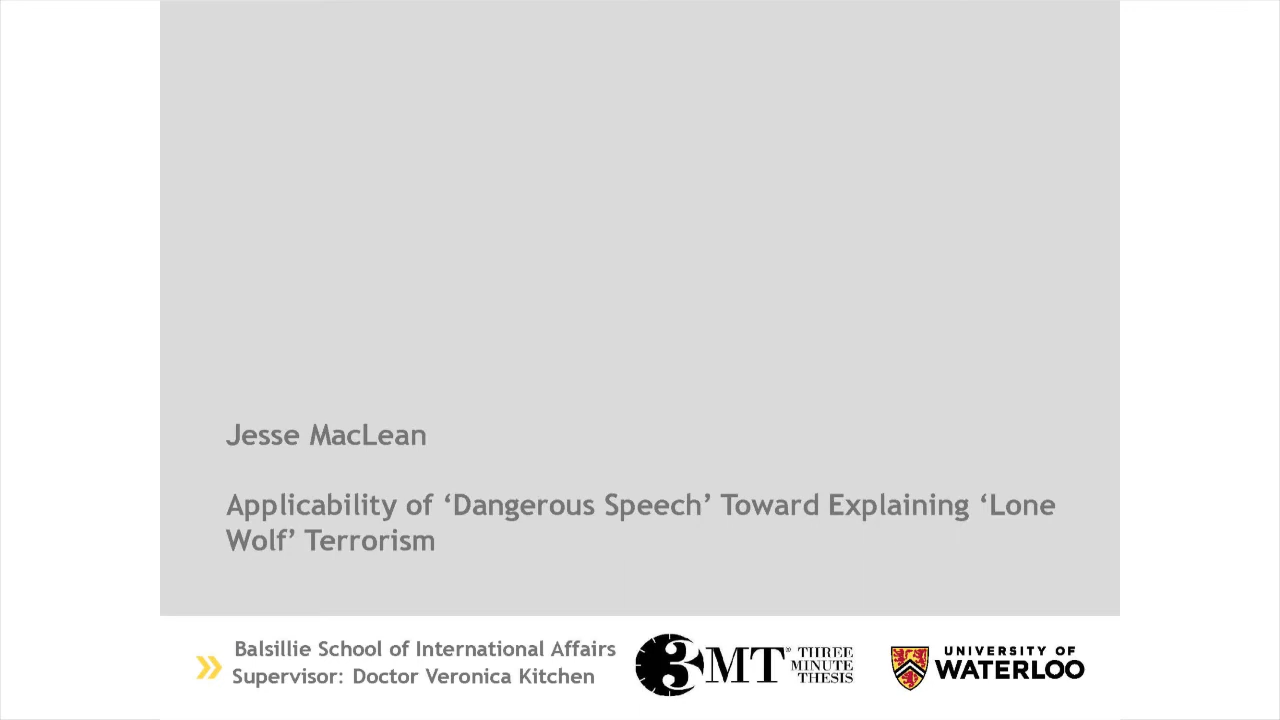 Jesse MacLean
Applicability of ‘Dangerous Speech’ Toward Explaining ‘Lone
Wolf’ Terrorism
Balsillie School of International Affairs
Supervisor: Doctor Veronica Kitchen
3MT® THREE
MINUTE
THESIS
UNIVERSITY OF
WATERLOO